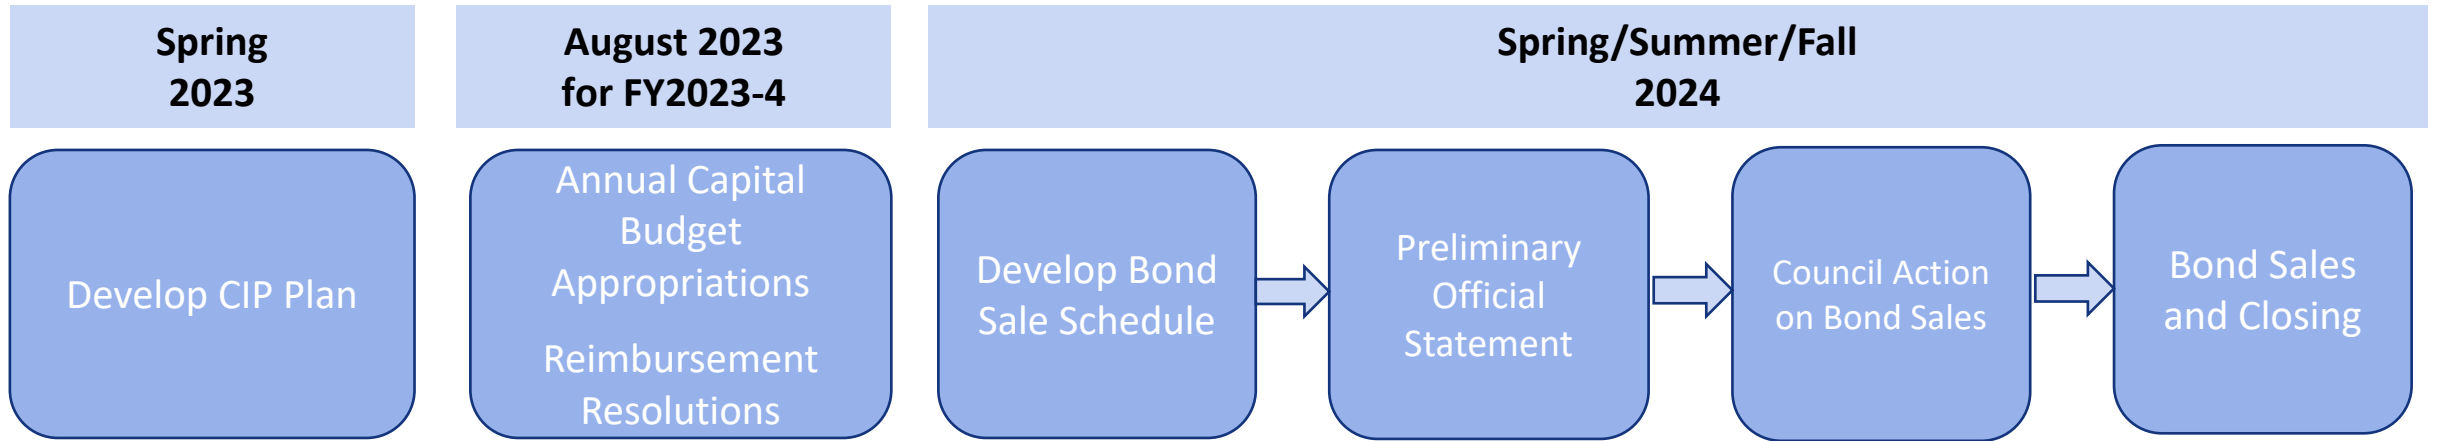 Spring
2023
August 2023
for FY2023-4
Spring/Summer/Fall
2024
Develop CIP Plan
Annual Capital
Budget
Appropriations
Reimbursement
Resolutions
Develop Bond
Sale Schedule
Preliminary
Official
Statement
Council Action
on Bond Sales
Bond Sales
and Closing